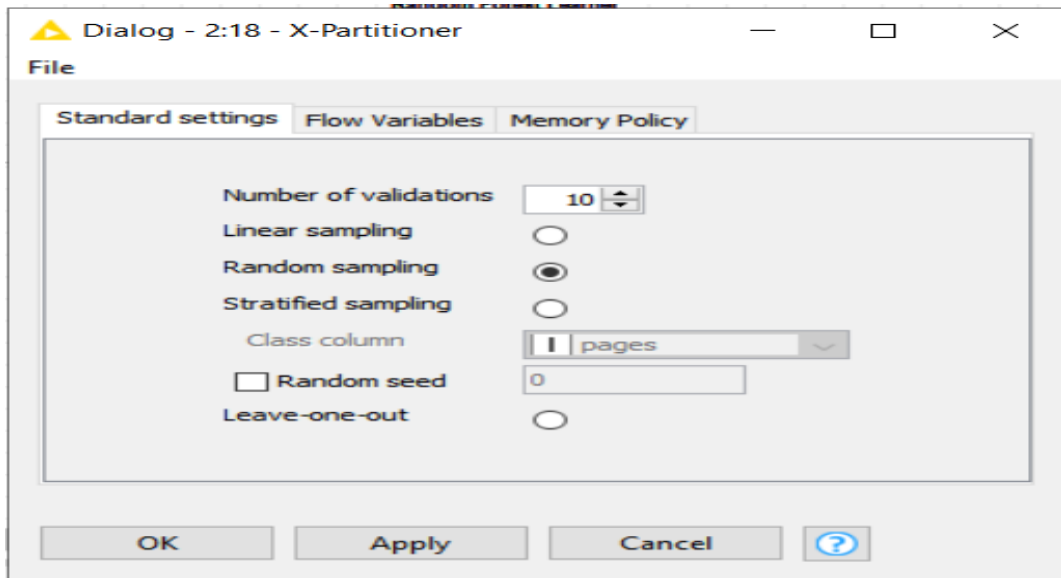 Dialog - 2:18 - X-Partitioner
File
Standard settings Flow Variables Memory Policy
Number of validations 10
Linear sampling
Random sampling
Stratified sampling
Class column I pages
Random seed 0
Leave-one-out
OK Apply Cancel ?